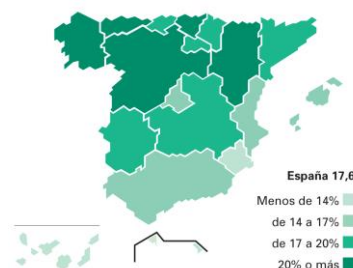 España 17,6
Menos de 14%
de 14 a 17%
de 17 a 20%
20% o más